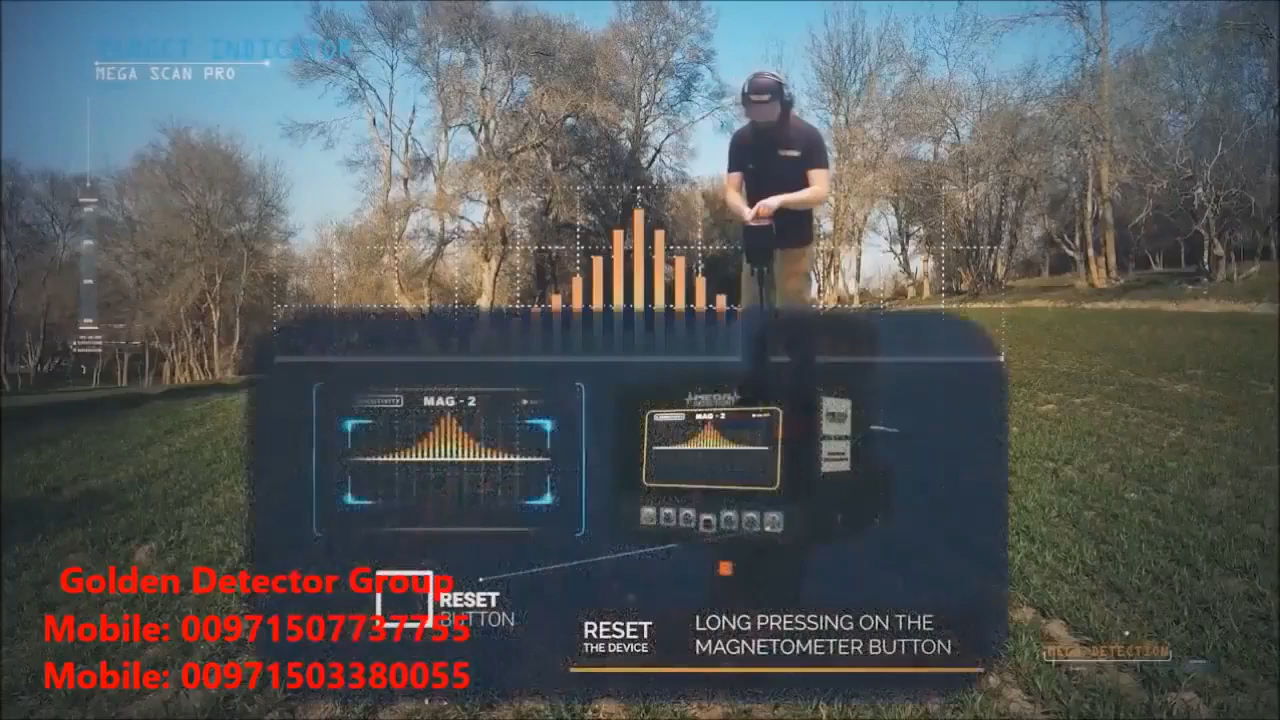 TARGET INDICATOR
MEGA SCAN PRO
MAG - 2
MEGA
MAG - 2
Golden Detector Group
RESET
BUTTON
Mobile: 00971507737755
Mobile: 00971503380055
RESET
THE DEVICE
LONG PRESSING ON THE
MAGNETOMETER BUTTON
MEGA DETECTION